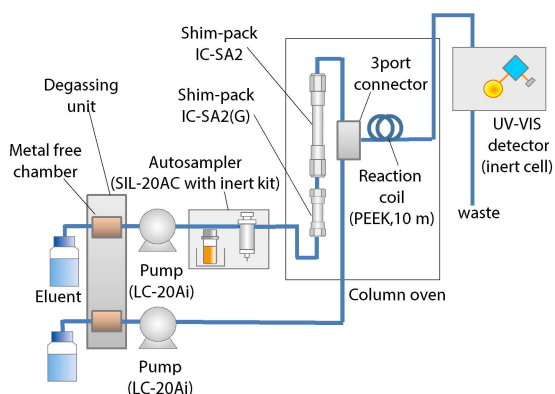 Shim-pack
IC-SA2
3port
connector
Degassing
unit
Shim-pack
IC-SA2(G)
Metal free
chamber
Autosampler
(SIL-20AC with inert kit)
UV-VIS
detector
(inert cell)
Reaction
coil
(PEEK,10 m)
waste
Pump
(LC-20Ai)
Eluent
Column oven
Pump
(LC-20Ai)